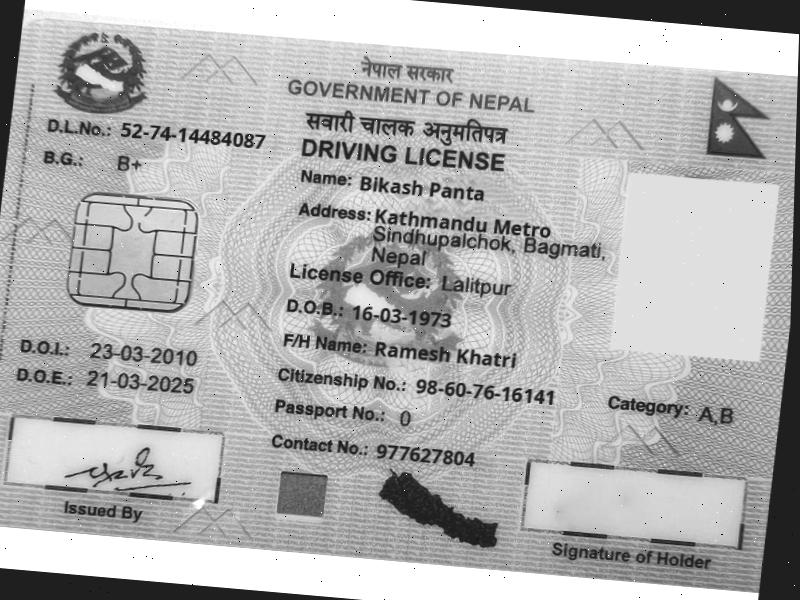 नेपाल सरकार
GOVERNMENT OF NEPAL
सवारी चालक अनुमतिपत्र
DRIVING LICENSE
D.L.No.: 52-74-14484087
B.G.: B+
Name: Bikash Panta
Address: Kathmandu Metro
Sindhupalchok, Bagmati,
Nepal
License Office: Lalitpur
D.O.B.: 16-03-1973
F/H Name: Ramesh Khatri
D.O.I.: 23-03-2010
D.O.E.: 21-03-2025
Citizenship No.: 98-60-76-16141
Category: A,B
Passport No.: 0
Contact No.: 977627804
Issued By
Signature of Holder